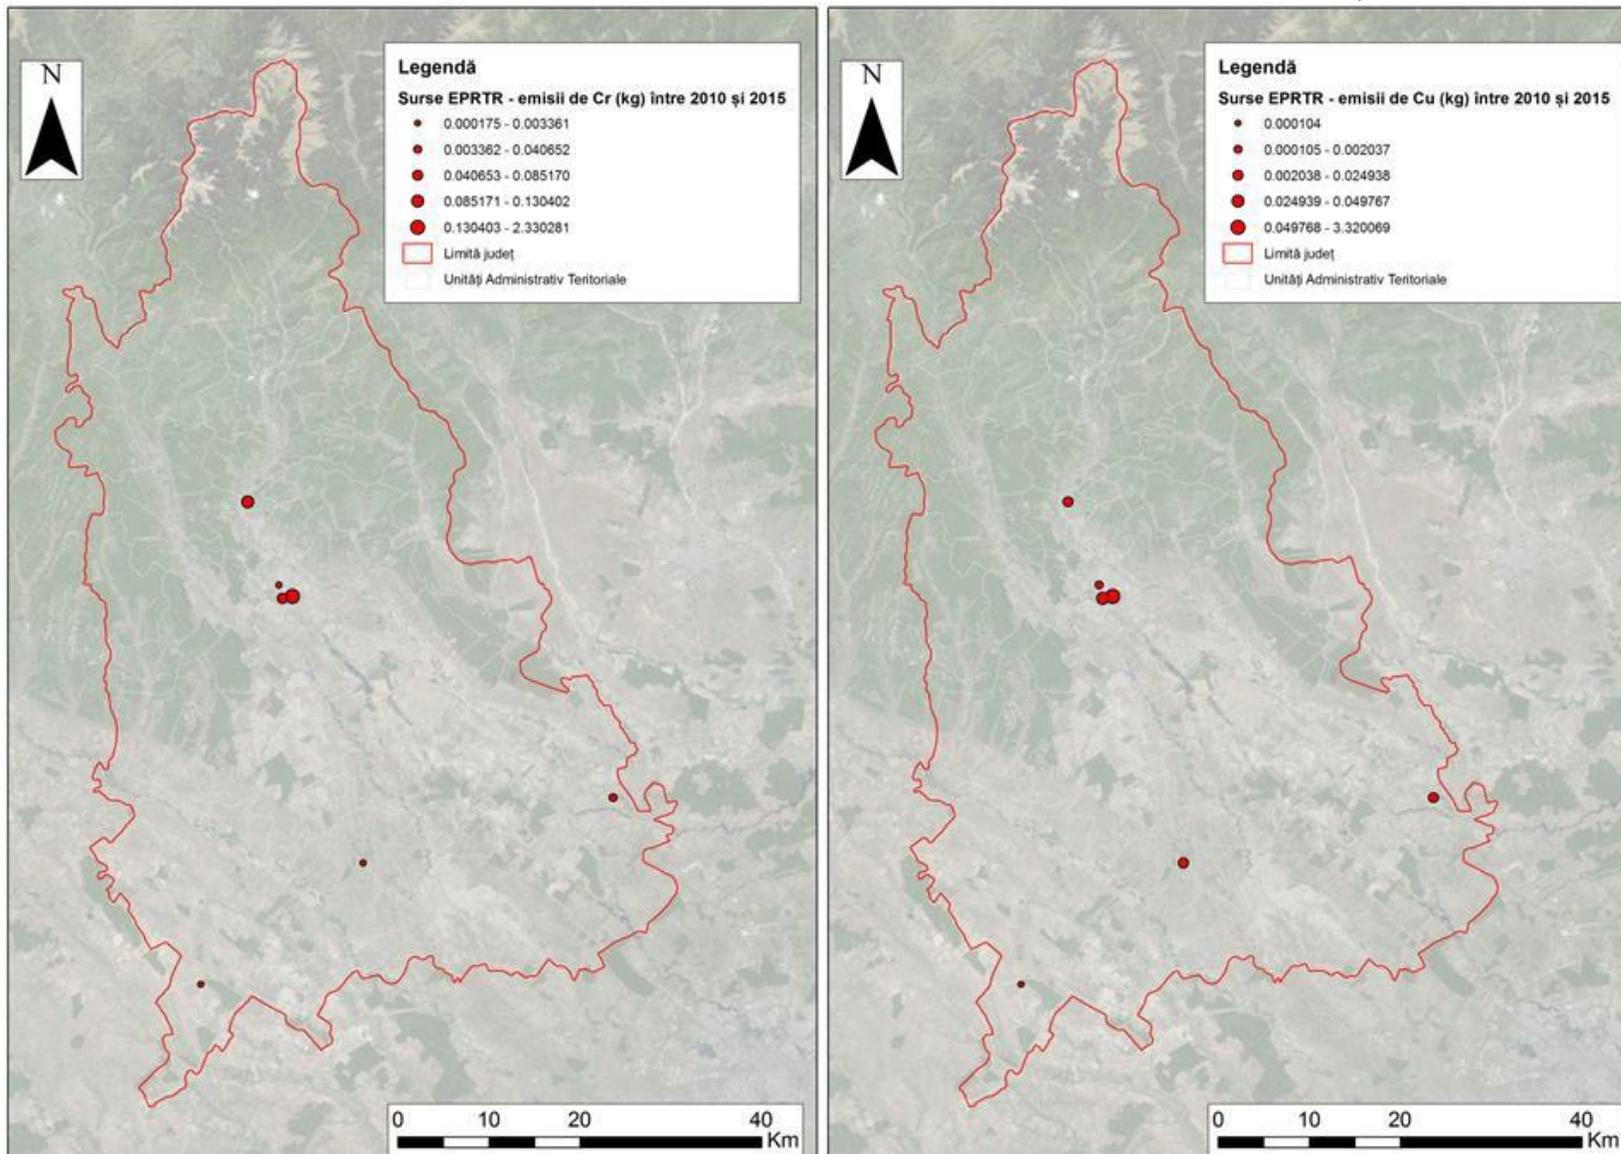 N
Legendă
Surse EPRTR - emisii de Cr (kg) între 2010 și 2015
0.000175 - 0.003361
0.003362 - 0.040652
0.040653 - 0.085170
0.085171 - 0.130402
0.130403 - 2.330281
Limită județ
Unități Administrativ Teritoriale
0 10 20 40
Km
N
Legendă
Surse EPRTR - emisii de Cu (kg) între 2010 și 2015
0.000104
0.000105 - 0.002037
0.002038 - 0.024938
0.024939 - 0.049767
0.049768 - 3.320069
Limită județ
Unități Administrativ Teritoriale
0 10 20 40
Km